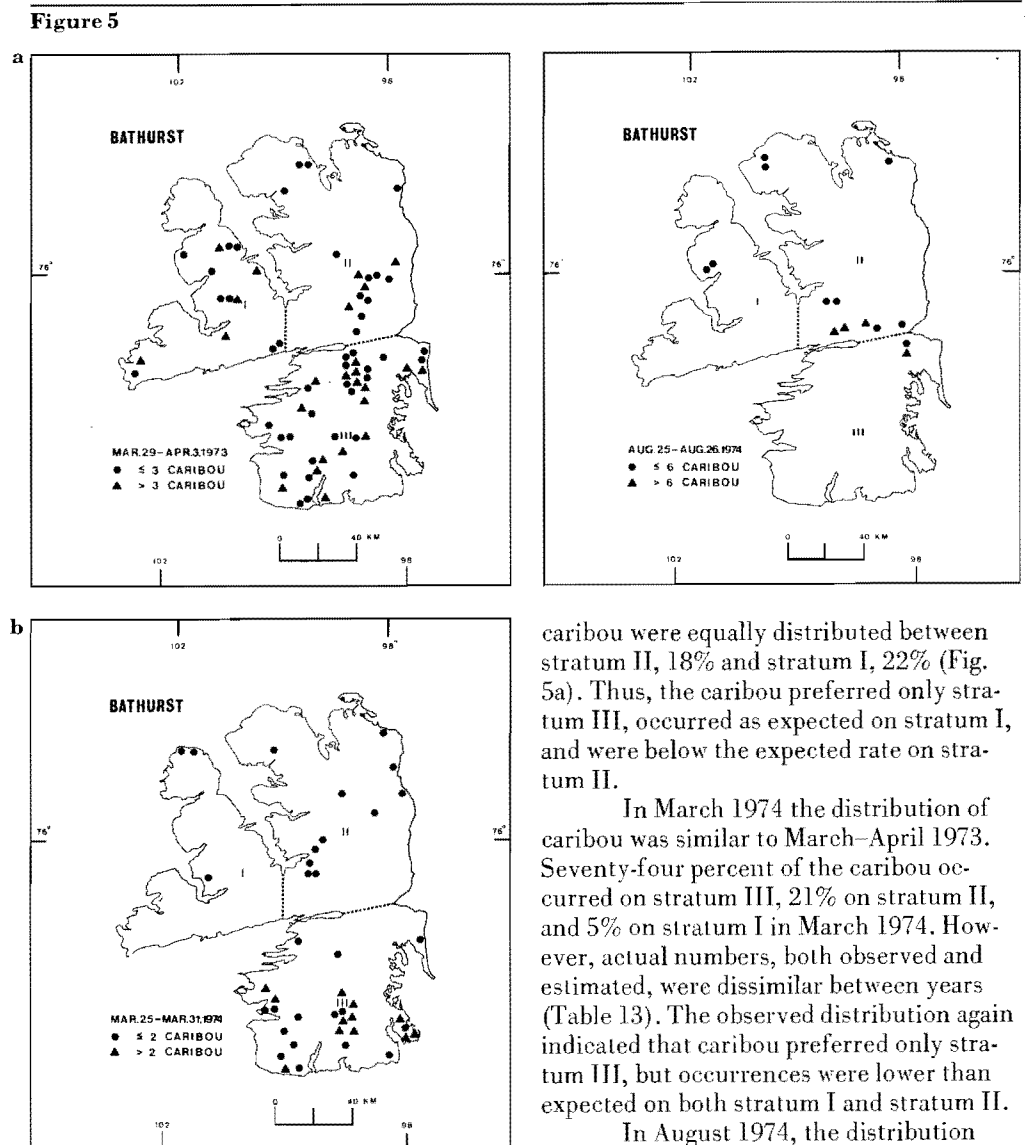 Figure 5
a
102
98
BATHURST
76°
76°
II
I
III
MAR.29–APR.3,1973
≤ 3 CARIBOU
> 3 CARIBOU
0 40 KM
102
98
102
98
BATHURST
76°
76°
II
I
III
AUG.25–AUG.26,1974
≤ 6 CARIBOU
> 6 CARIBOU
0 40 KM
102
98
b
102
98°
BATHURST
76°
76°
II
I
III
MAR.25–MAR.31,1974
≤ 2 CARIBOU
> 2 CARIBOU
0 40 KM
102
98
caribou were equally distributed between
stratum II, 18% and stratum I, 22% (Fig.
5a). Thus, the caribou preferred only stra-
tum III, occurred as expected on stratum I,
and were below the expected rate on stra-
tum II.
In March 1974 the distribution of
caribou was similar to March–April 1973.
Seventy-four percent of the caribou oc-
curred on stratum III, 21% on stratum II,
and 5% on stratum I in March 1974. How-
ever, actual numbers, both observed and
estimated, were dissimilar between years
(Table 13). The observed distribution again
indicated that caribou preferred only stra-
tum III, but occurrences were lower than
expected on both stratum I and stratum II.
In August 1974, the distribution